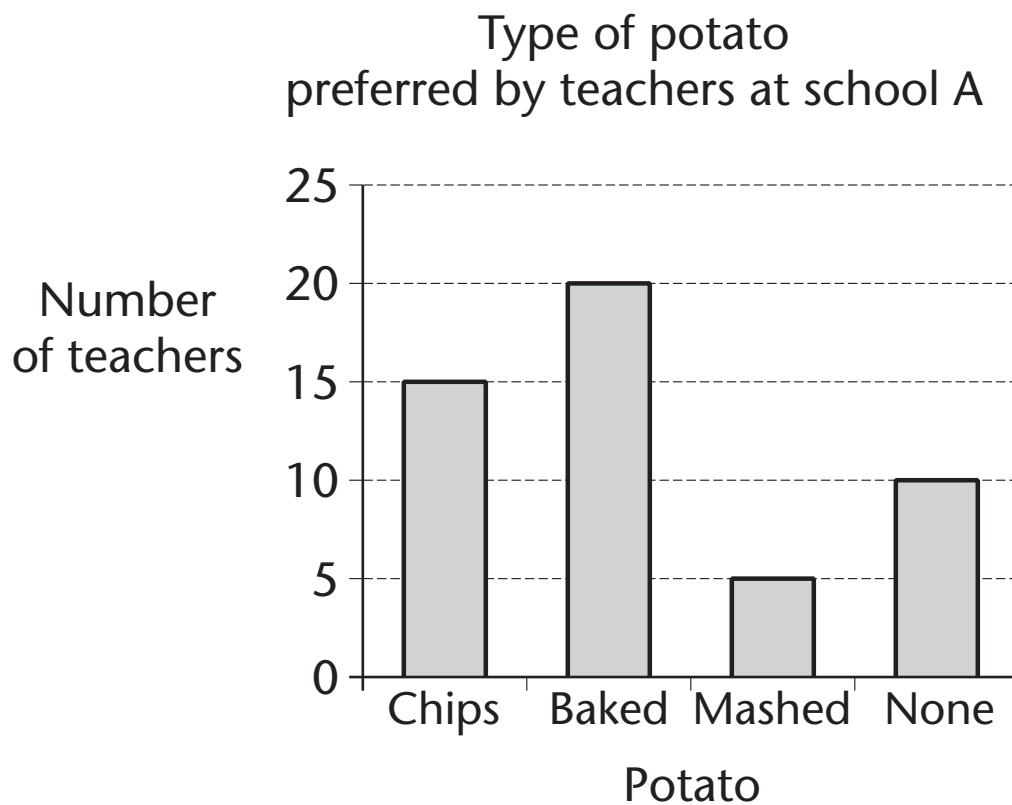 Type of potato
preferred by teachers at school A
25
20
Number
of teachers
15
10
5
0
Chips Baked Mashed None
Potato